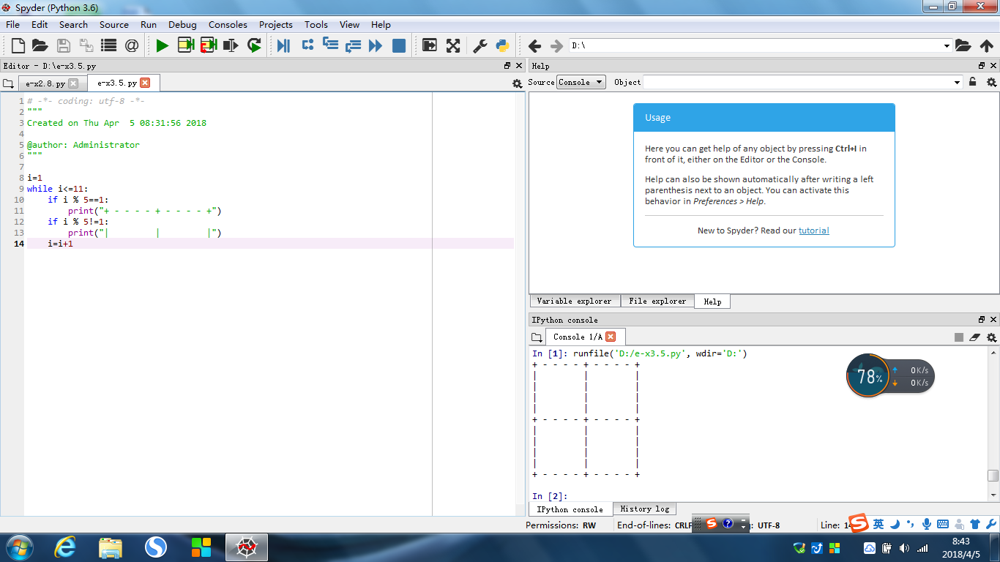 Spyder (Python 3.6)
File Edit Search Source Run Debug Consoles Projects Tools View Help
D:\
Editor - D:\e-x3.5.py
e-x2.8.py e-x3.5.py
1 # -*- coding: utf-8 -*-
2 """
3 Created on Thu Apr  5 08:31:56 2018
4
5 @author: Administrator
6 """
7
8 i=1
9 while i<=11:
10     if i % 5==1:
11         print("+ - - - - + - - - - +")
12     if i % 5!=1:
13         print("|         |         |")
14     i=i+1
Help
Source Console Object
Usage
Here you can get help of any object by pressing Ctrl+I in
front of it, either on the Editor or the Console.
Help can also be shown automatically after writing a left
parenthesis next to an object. You can activate this
behavior in Preferences > Help.
New to Spyder? Read our tutorial
Variable explorer File explorer Help
IPython console
Console 1/A
In [1]: runfile('D:/e-x3.5.py', wdir='D:')
+ - - - - + - - - - +
|         |         |
|         |         |
|         |         |
|         |         |
+ - - - - + - - - - +
|         |         |
|         |         |
|         |         |
|         |         |
+ - - - - + - - - - +
In [2]:
78%
0K/s
0K/s
IPython console History log
Permissions: RW End-of-lines: CRLF UTF-8 Line: 14
英
8:43
2018/4/5